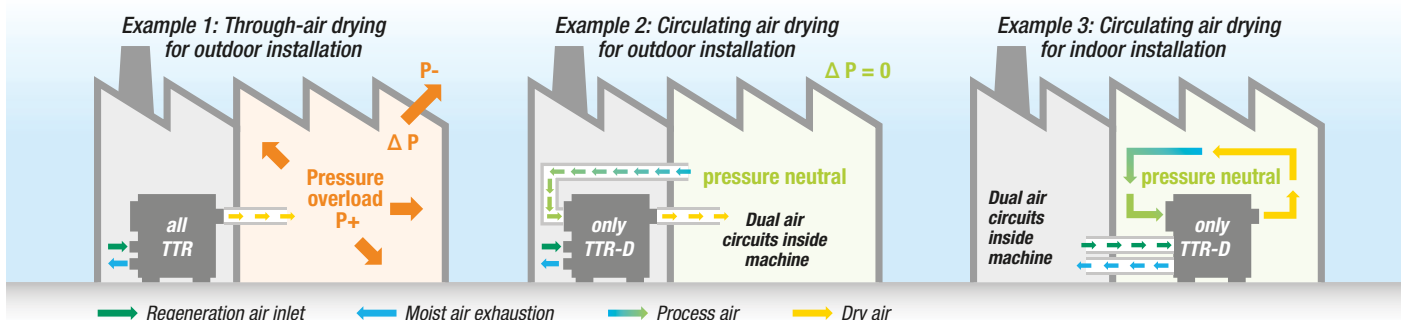 Example 1: Through-air drying
for outdoor installation
P-
Δ P
Pressure
overload
P+
all
TTR
Example 2: Circulating air drying
for outdoor installation
Δ P = 0
pressure neutral
only
TTR-D
Dual air
circuits inside
machine
Example 3: Circulating air drying
for indoor installation
pressure neutral
Dual air
circuits
inside
machine
only
TTR-D
Regeneration air inlet
Moist air exhaustion
Process air
Dry air